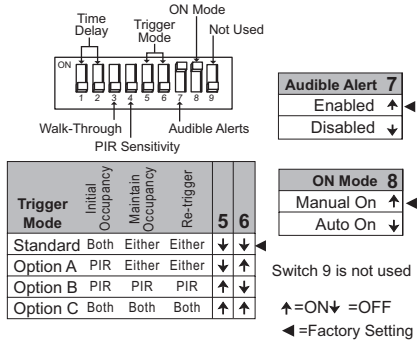 ON Mode
Time Delay
Trigger Mode
Not Used
ON
1 2 3 4 5 6 7 8 9
Walk-Through
Audible Alerts
PIR Sensitivity
Audible Alert 7
Enabled ↑ ◄
Disabled ↓
ON Mode 8
Manual On ↑ ◄
Auto On ↓
Trigger Mode Initial Occupancy Maintain Occupancy Re-trigger 5 6
Standard Both Either Either ↓ ↓ ◄
Option A PIR Either Either ↓ ↑
Option B PIR PIR PIR ↑ ↓
Option C Both Both Both ↑ ↑
Switch 9 is not used
↑=ON↓ =OFF
◄ =Factory Setting